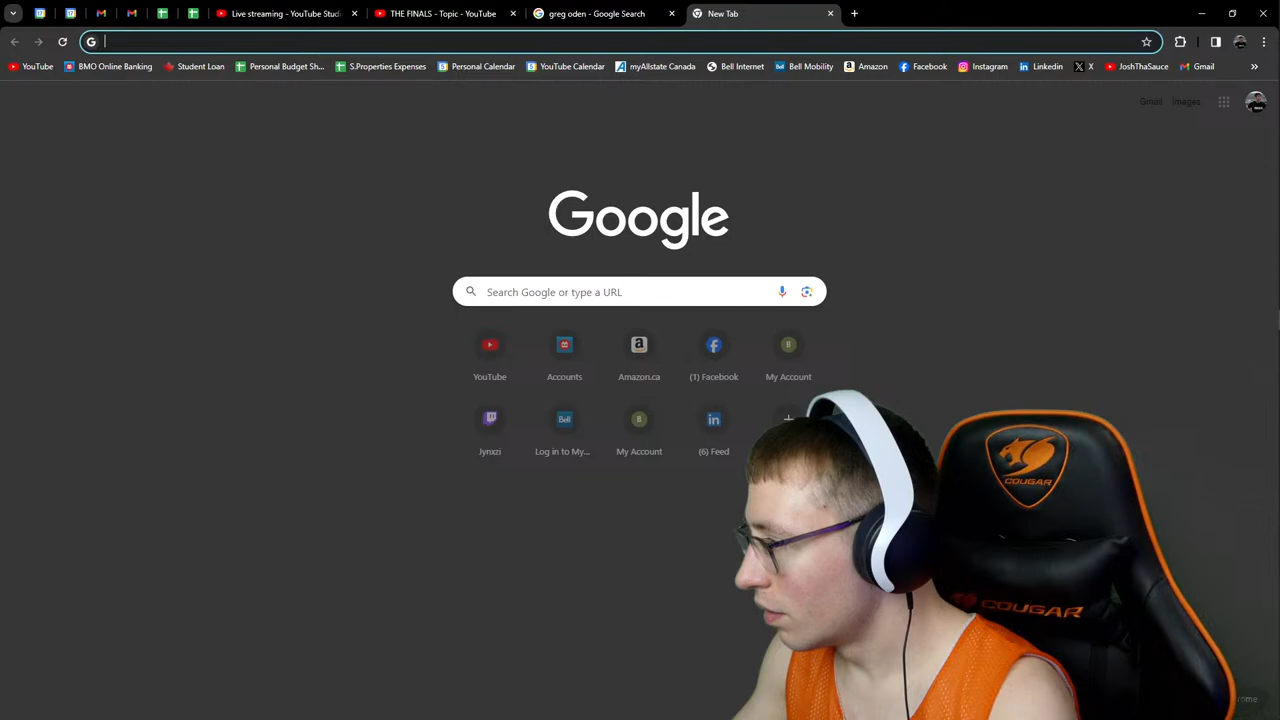 Live streaming - YouTube Studi
THE FINALS - Topic - YouTube
greg oden - Google Search
New Tab
YouTube
BMO Online Banking
Student Loan
Personal Budget Sh...
S.Properties Expenses
Personal Calendar
YouTube Calendar
myAllstate Canada
Bell Internet
Bell Mobility
Amazon
Facebook
Instagram
Linkedin
X
JoshThaSauce
Gmail
Gmail
Images
Google
Search Google or type a URL
YouTube
Accounts
Amazon.ca
(1) Facebook
B
My Account
Jynxzi
Bell
Log in to My...
B
My Account
(6) Feed
COUGAR
COUGAR